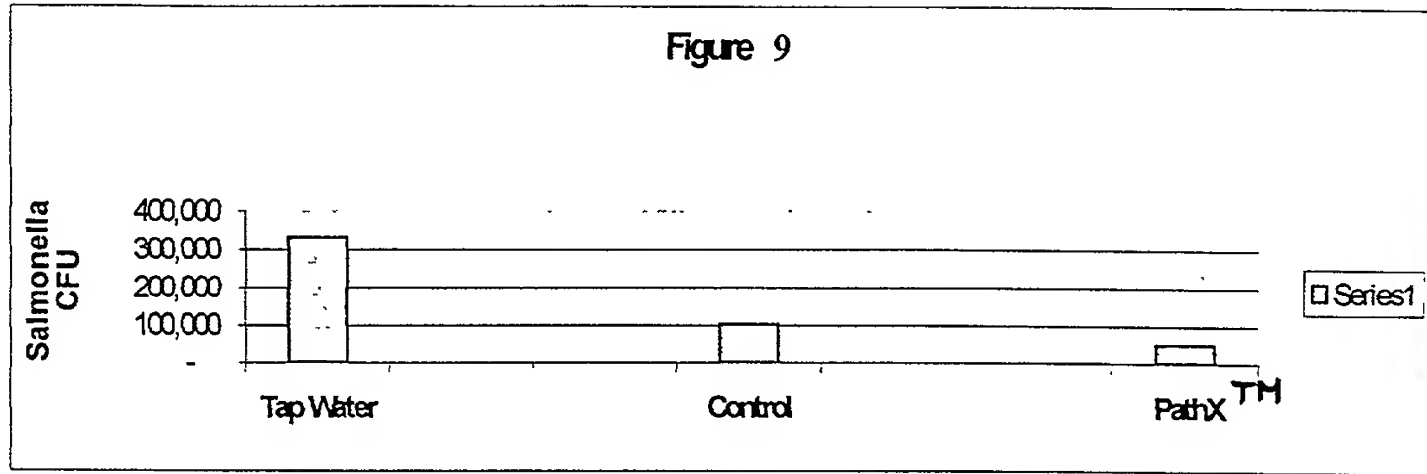 Figure 9
Salmonella
CFU
400,000
300,000
200,000
100,000
-
Tap Water
Control
PathX TM
Series1